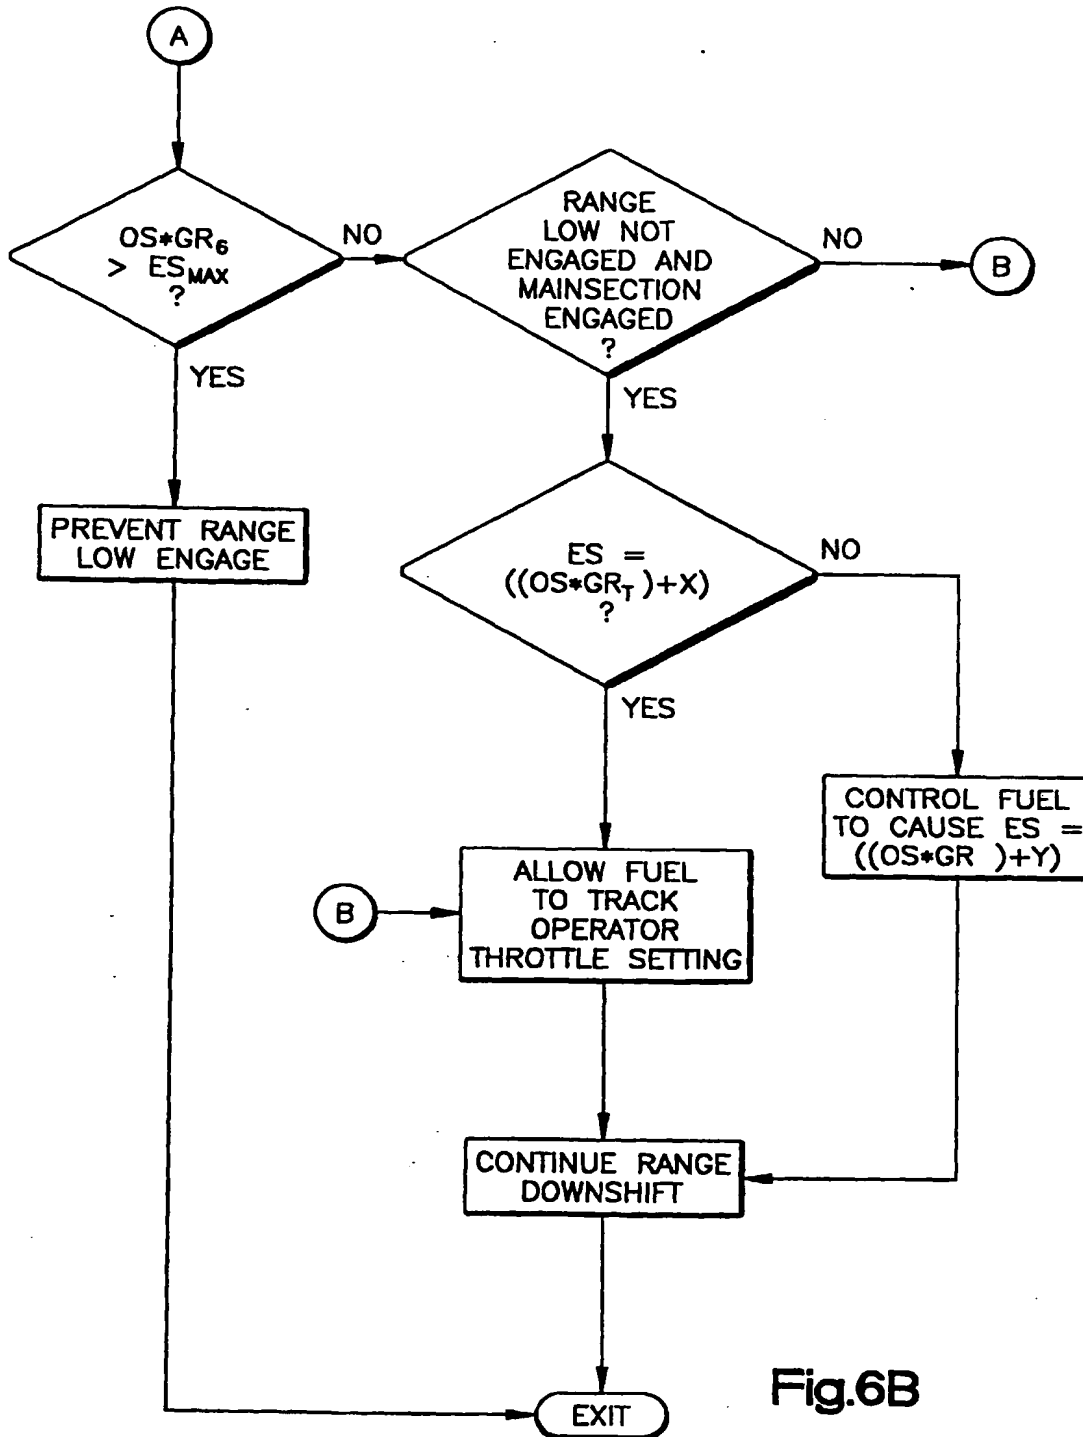 A
OS*GR6
> ESMAX
?
NO
YES
RANGE
LOW NOT
ENGAGED AND
MAINSECTION
ENGAGED
?
NO
B
YES
PREVENT RANGE
LOW ENGAGE
ES =
((OS*GRT)+X)
?
NO
YES
CONTROL FUEL
TO CAUSE ES =
((OS*GR )+Y)
B
ALLOW FUEL
TO TRACK
OPERATOR
THROTTLE SETTING
CONTINUE RANGE
DOWNSHIFT
EXIT
Fig.6B